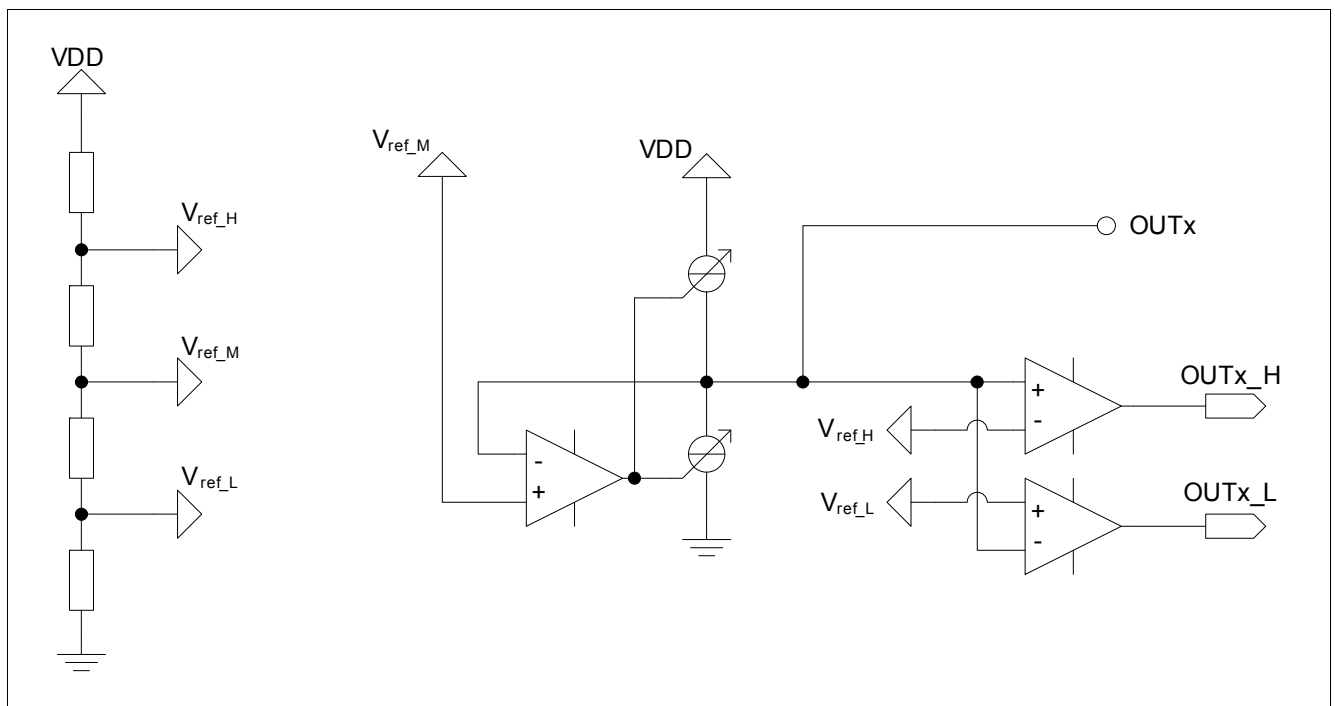 VDD
Vref_H
Vref_M
Vref_L
Vref_M
VDD
OUTx
-
+
+
-
Vref_H
OUTx_H
Vref_L
+
-
OUTx_L